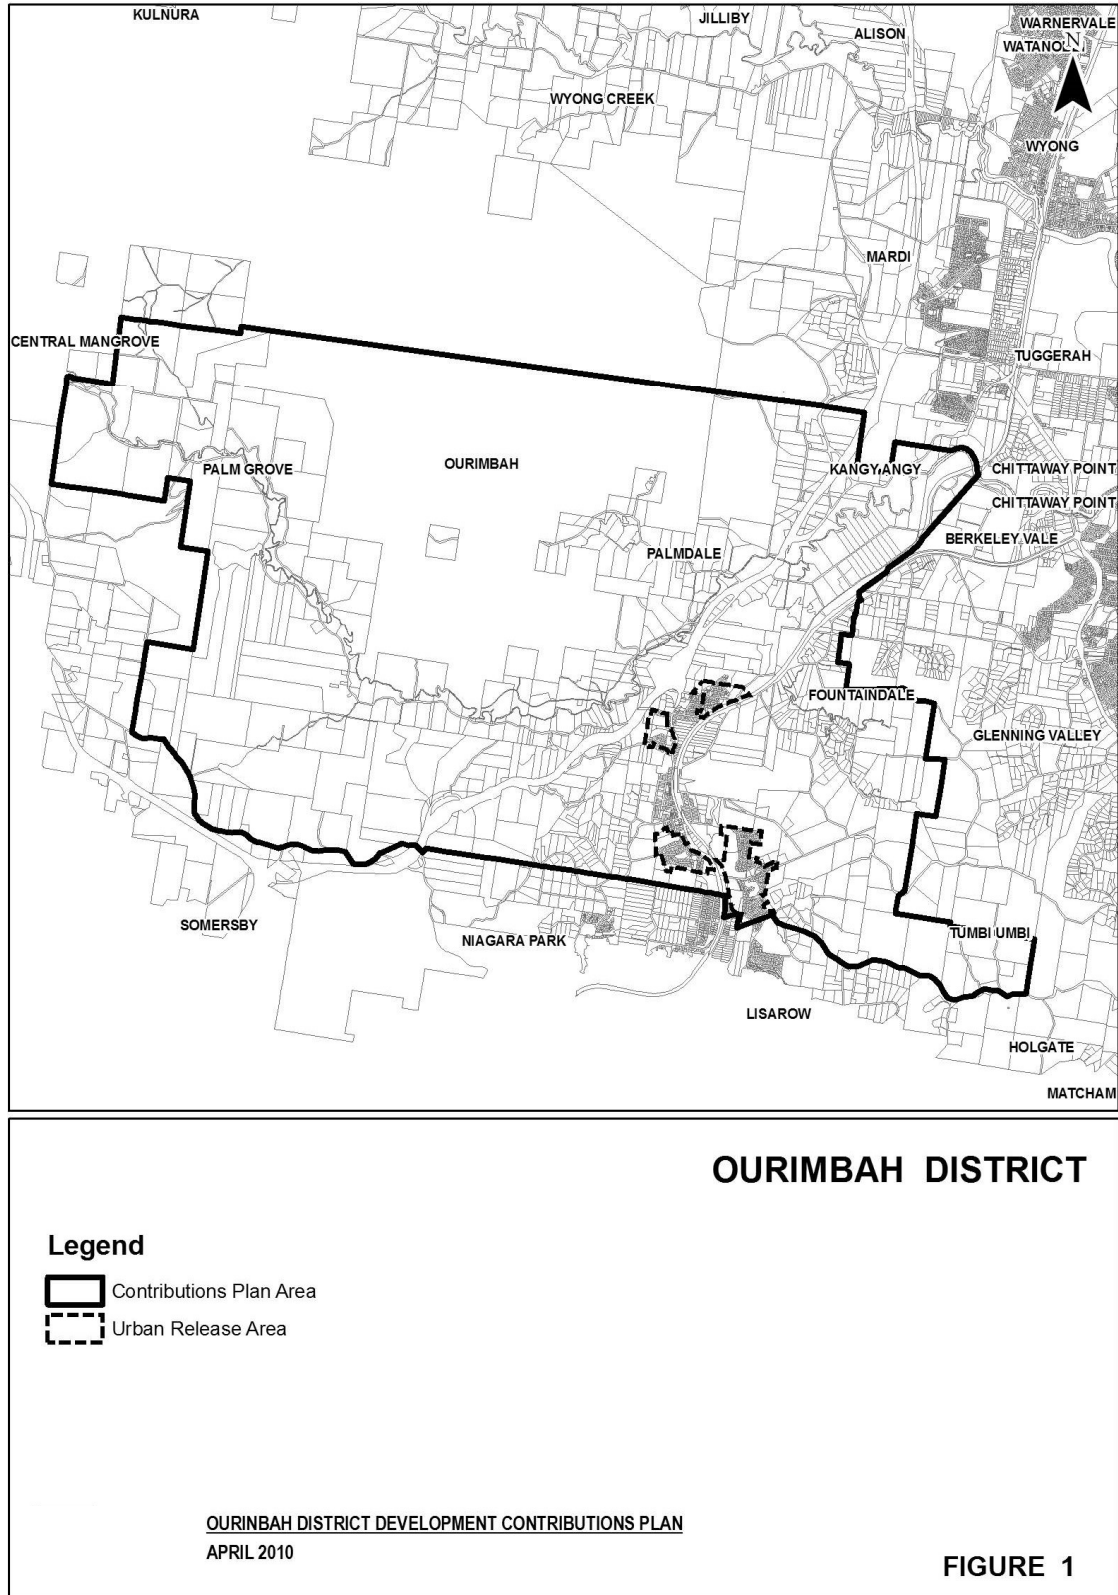 KULNURA
JILLIBY
ALISON
WARNERVALE
N
WYONG CREEK
WYONG
MARDI
CENTRAL MANGROVE
TUGGERAH
PALM GROVE
OURIMBAH
CHITTAWAY POINT
CHITTAWAY POINT
BERKELEY VALE
PALMDALE
FOUNTAINDALE
GLENNING VALLEY
SOMERSBY
NIAGARA PARK
TUMBI UMBI
LISAROW
HOLGATE
MATCHAM
OURIMBAH DISTRICT
Legend
Contributions Plan Area
Urban Release Area
OURINBAH DISTRICT DEVELOPMENT CONTRIBUTIONS PLAN
APRIL 2010
FIGURE 1